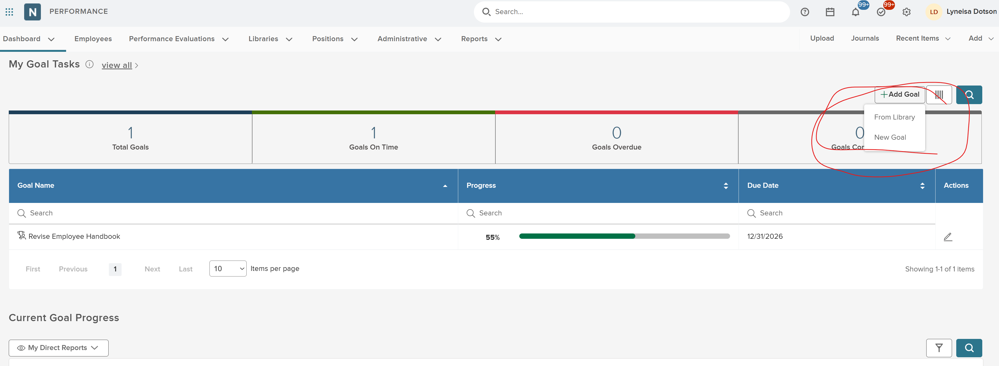 N PERFORMANCE Search... 99+ 99+ LD Lyneisa Dotson
Dashboard Employees Performance Evaluations Libraries Positions Administrative Reports Upload Journals Recent Items Add
My Goal Tasks view all
+Add Goal
From Library
New Goal
1 1 0 0
Total Goals Goals On Time Goals Overdue Goals Con
Goal Name Progress Due Date Actions
Search Search Search
Revise Employee Handbook 55% 12/31/2026
First Previous 1 Next Last 10 Items per page Showing 1-1 of 1 items
Current Goal Progress
My Direct Reports